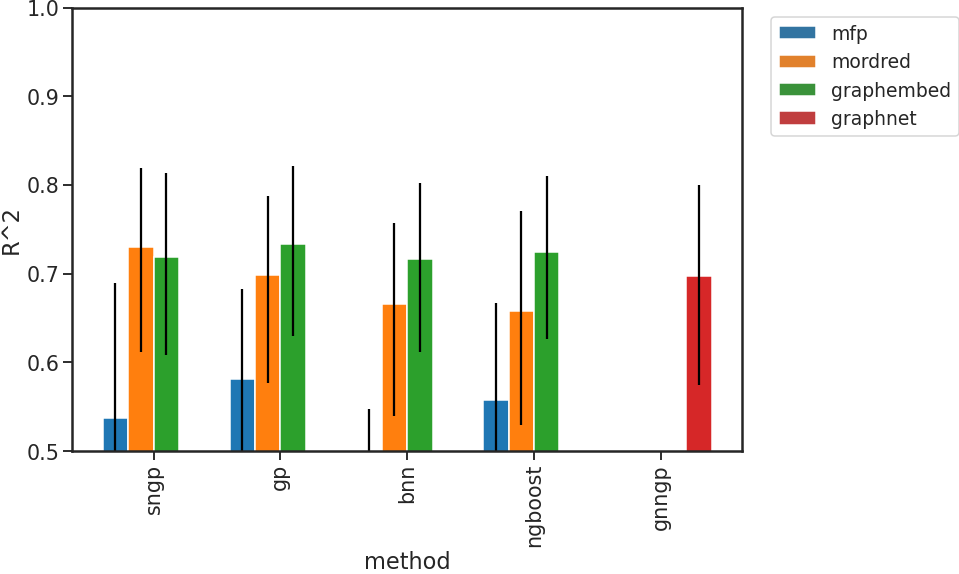 1.0
0.9
0.8
0.7
0.6
0.5
R^2
sngp
gp
bnn
ngboost
gnngp
method
mfp
mordred
graphembed
graphnet